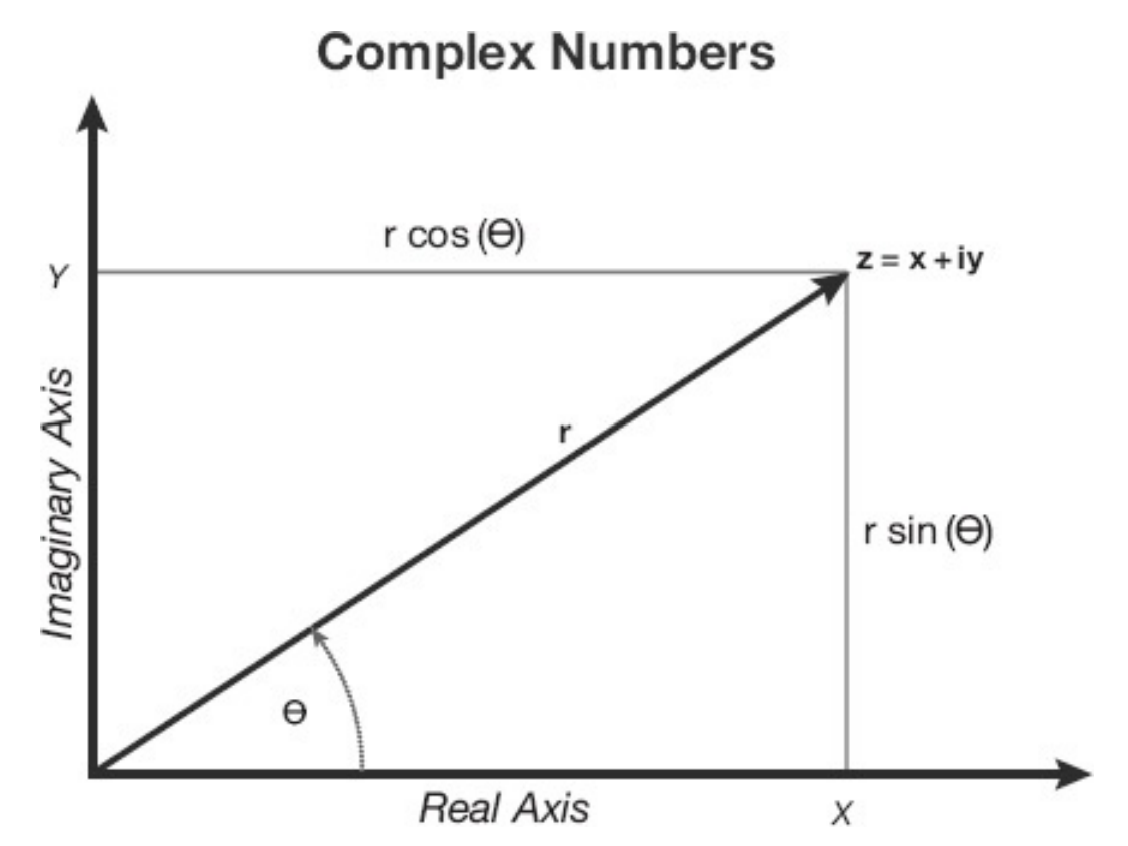 Complex Numbers
r cos (Θ)
Y
z = x + iy
Imaginary Axis
r
r sin (Θ)
Θ
Real Axis
X